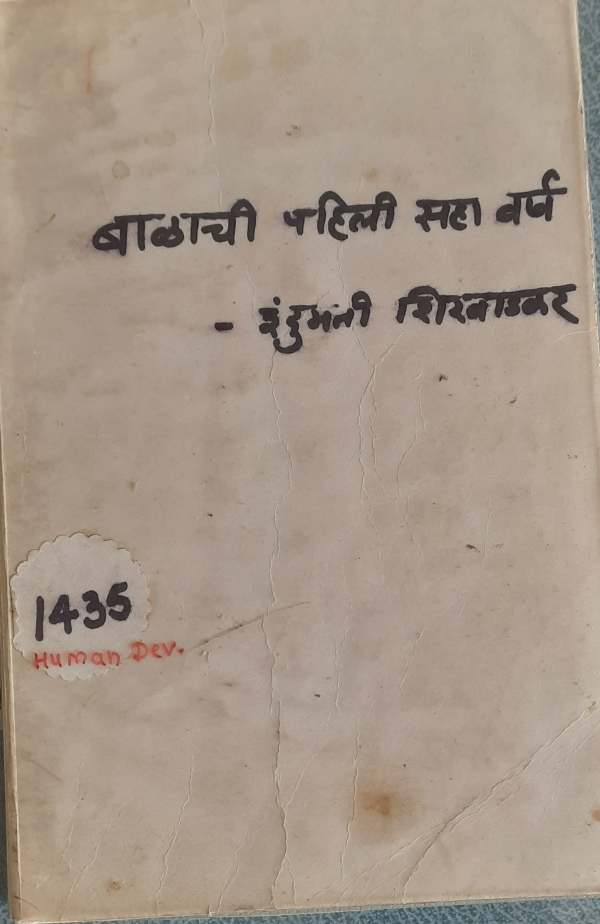 बाळाची पहिली सहा वर्ष
- इंदुमती शिरवाडकर
1435
Human Dev.